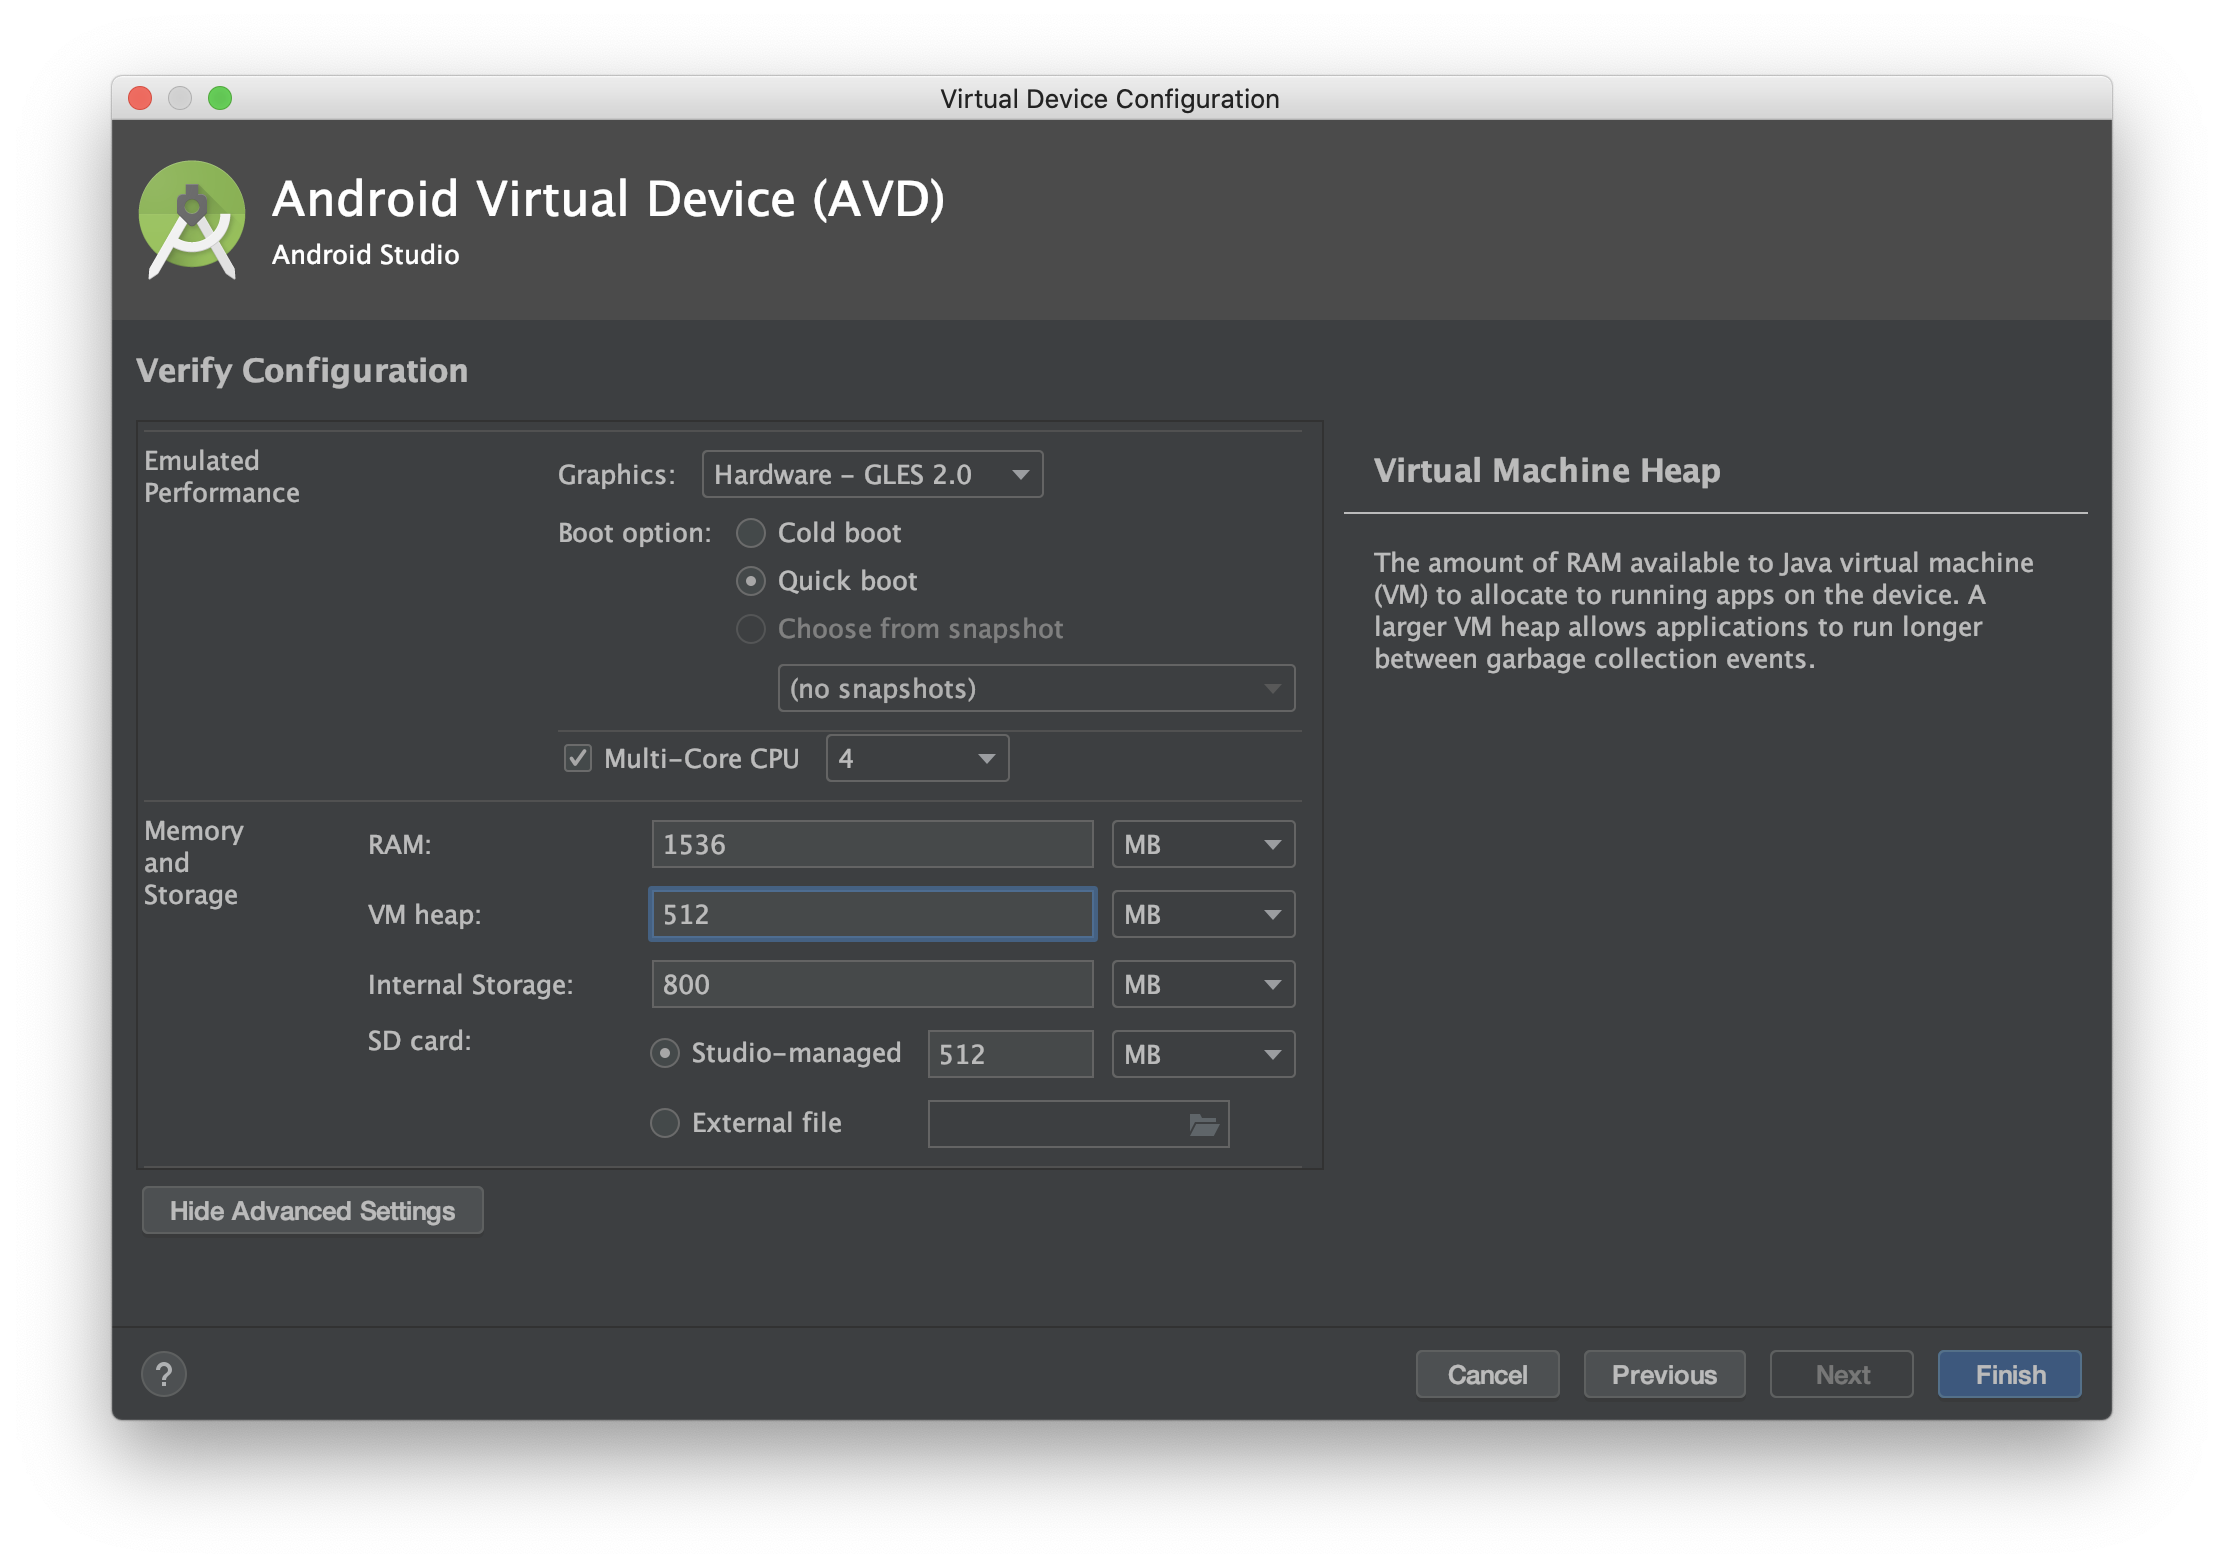 Virtual Device Configuration
Android Virtual Device (AVD)
Android Studio
Verify Configuration
Emulated
Performance
Graphics: Hardware – GLES 2.0
Boot option: Cold boot
Quick boot
Choose from snapshot
(no snapshots)
Multi-Core CPU 4
Memory
and
Storage
RAM: 1536 MB
VM heap: 512 MB
Internal Storage: 800 MB
SD card:
Studio-managed 512 MB
External file
Virtual Machine Heap
The amount of RAM available to Java virtual machine
(VM) to allocate to running apps on the device. A
larger VM heap allows applications to run longer
between garbage collection events.
Hide Advanced Settings
? Cancel Previous Next Finish